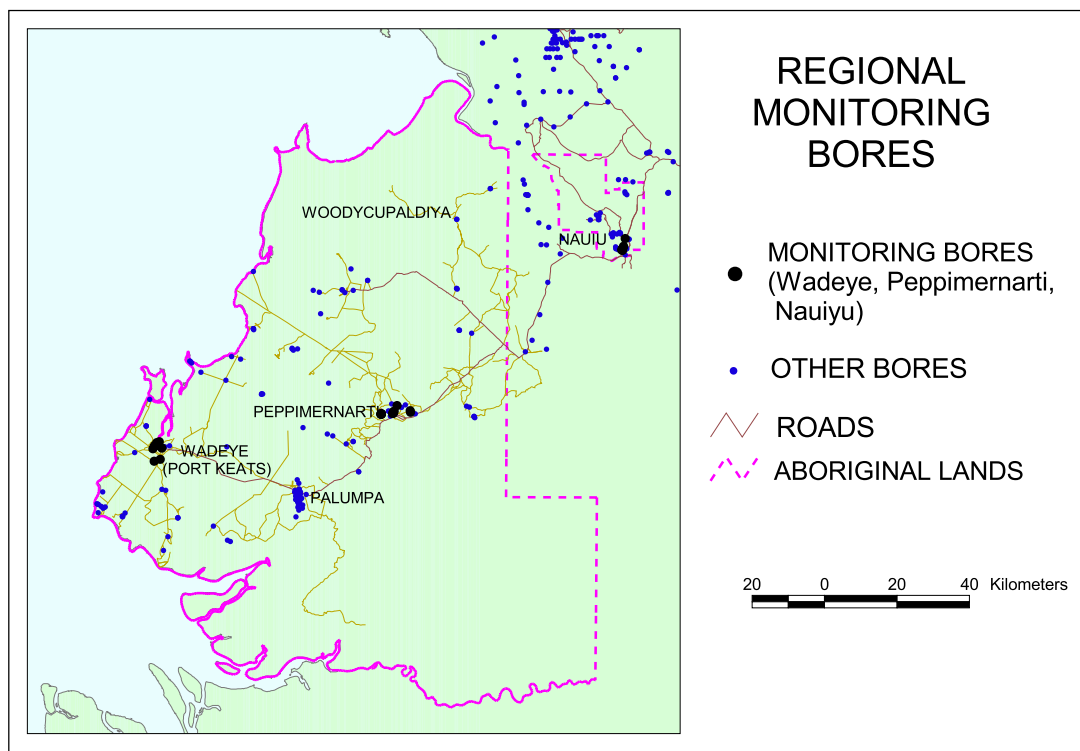 REGIONAL
MONITORING
BORES
WOODYCUPALDIYA
NAUIU
MONITORING BORES
(Wadeye, Peppimernarti,
Nauiyu)
OTHER BORES
PEPPIMERNARTI
ROADS
WADEYE
(PORT KEATS)
ABORIGINAL LANDS
PALUMPA
20 0 20 40 Kilometers